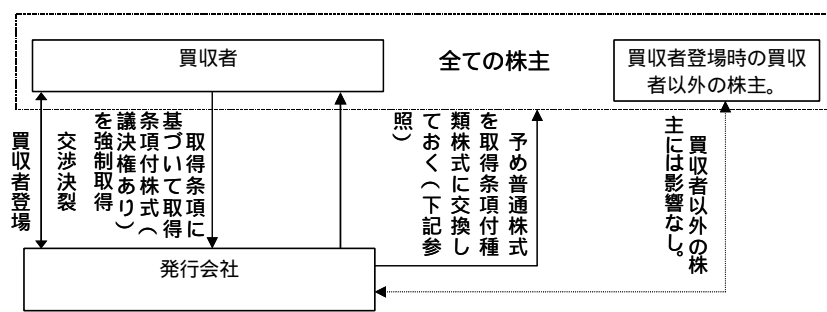 買収者
全ての株主
買収者登場時の買収
者以外の株主。
買収者登場
交渉決裂
取得条項に
基づいて取得
条項付株式(
議決権あり)
を強制取得
予め普通株式
を取得条項付種
類株式に交換し
ておく(下記参
照)
買収者以外の株
主には影響なし。
発行会社